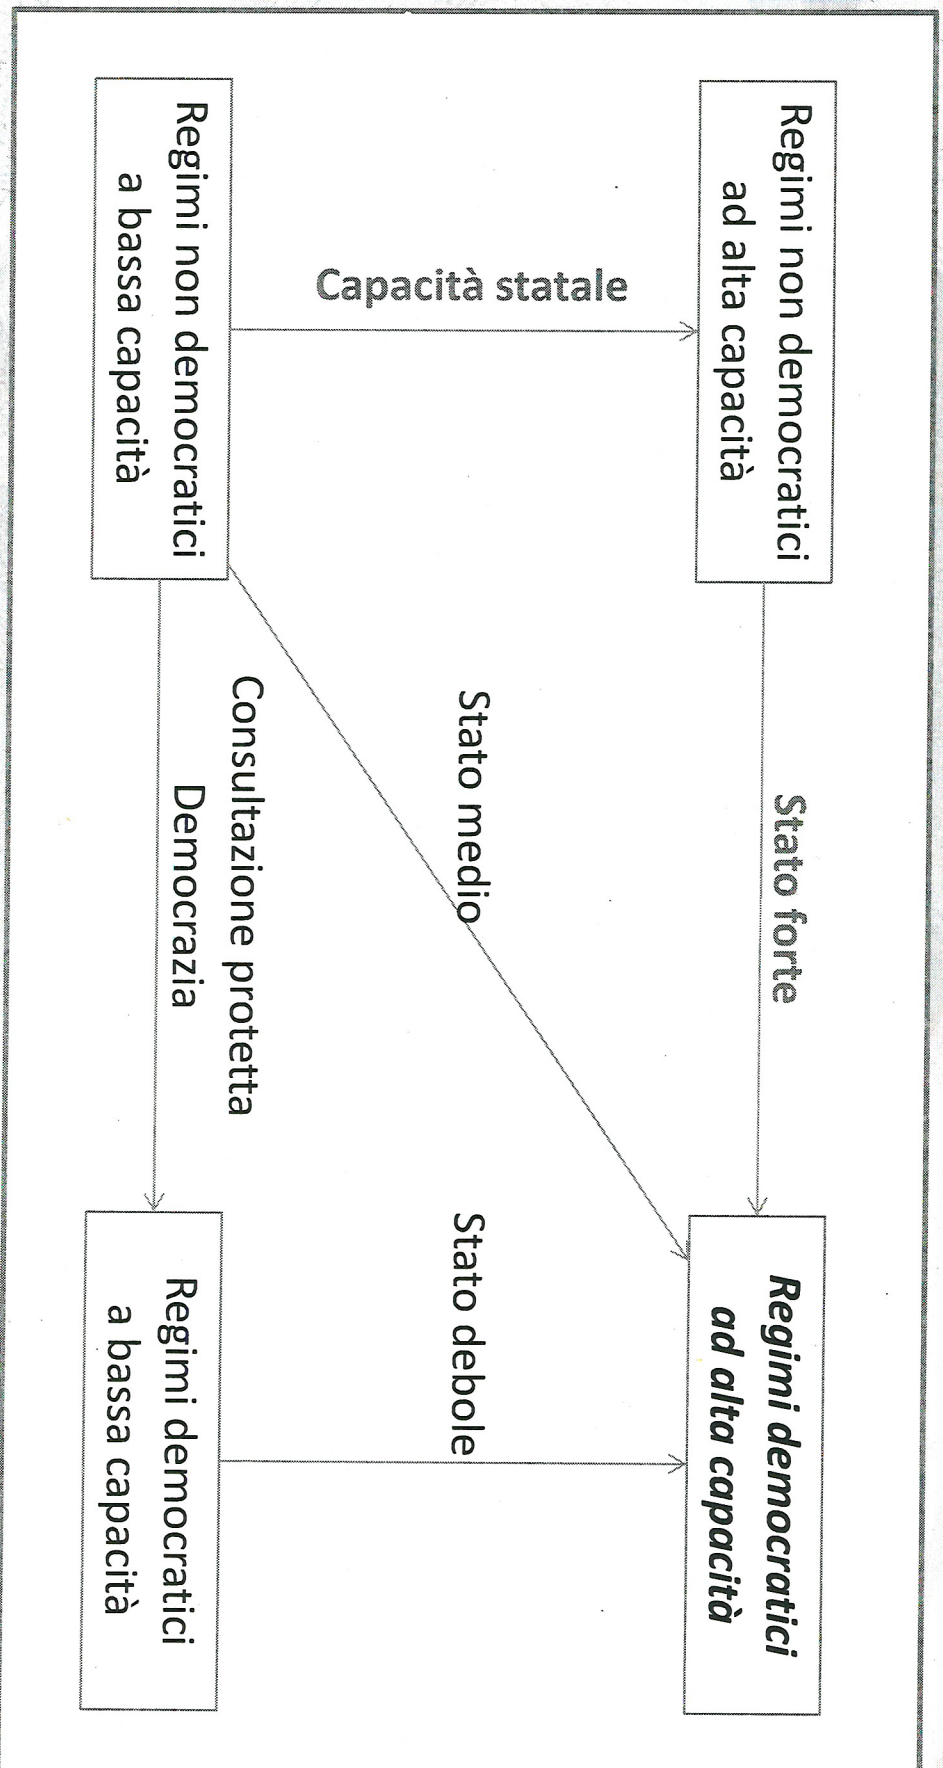 Regimi non democratici
ad alta capacità
Stato forte
Regimi democratici
ad alta capacità
Capacità statale
Stato medio
Stato debole
Consultazione protetta
Democrazia
Regimi non democratici
a bassa capacità
Regimi democratici
a bassa capacità